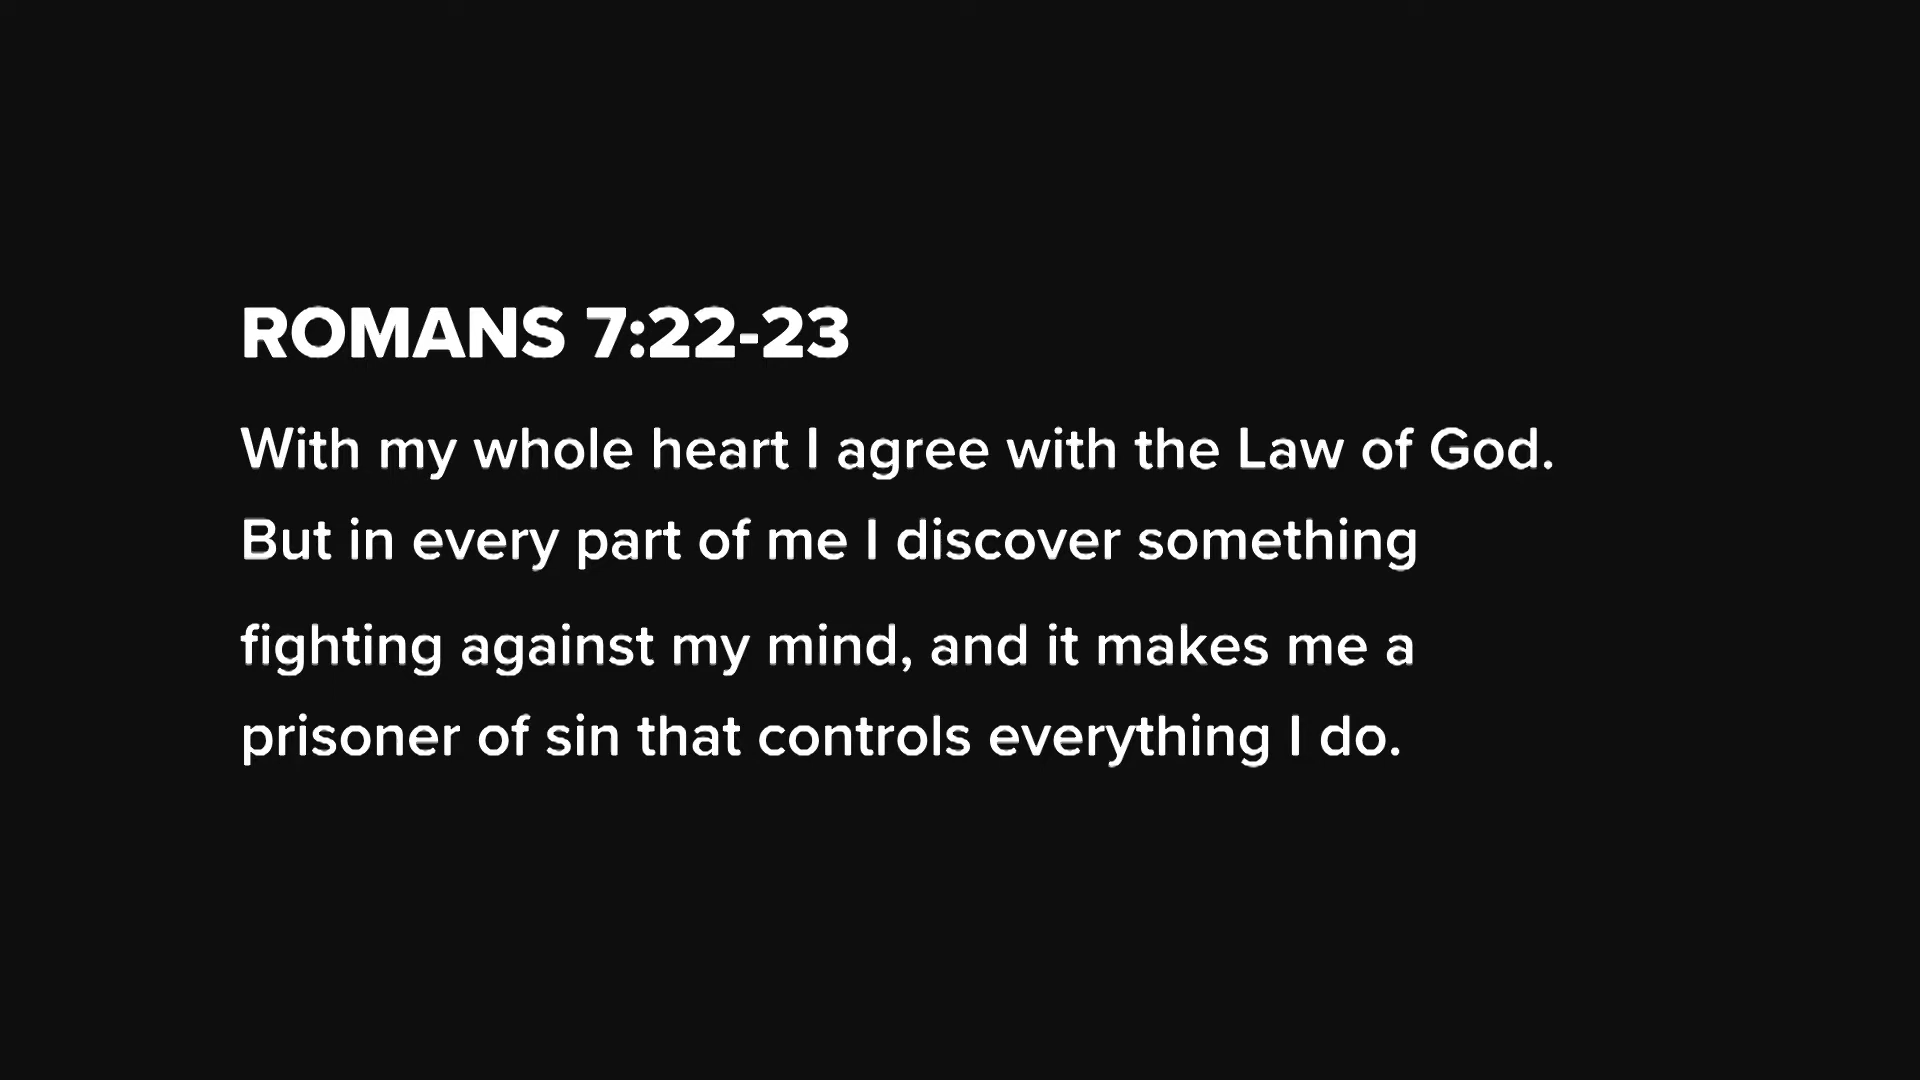 ROMANS 7:22-23
With my whole heart I agree with the Law of God.
But in every part of me I discover something
fighting against my mind, and it makes me a
prisoner of sin that controls everything I do.